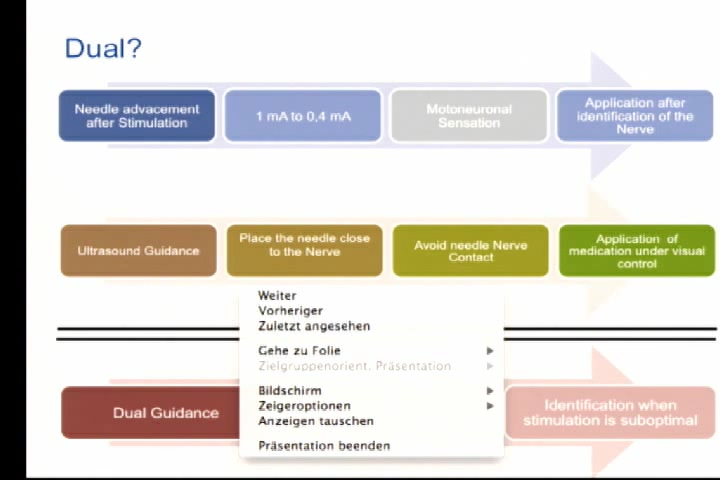 Dual?
Needle advacement
after Stimulation
1 mA to 0,4 mA
Motoneuronal
Sensation
Application after
identification of the
Nerve
Ultrasound Guidance
Place the needle close
to the Nerve
Avoid needle Nerve
Contact
Application of
medication under visual
control
Weiter
Vorheriger
Zuletzt angesehen
Gehe zu Folie
Zielgruppenorient. Präsentation
Bildschirm
Zeigeroptionen
Anzeigen tauschen
Präsentation beenden
Dual Guidance
Identification when
stimulation is suboptimal